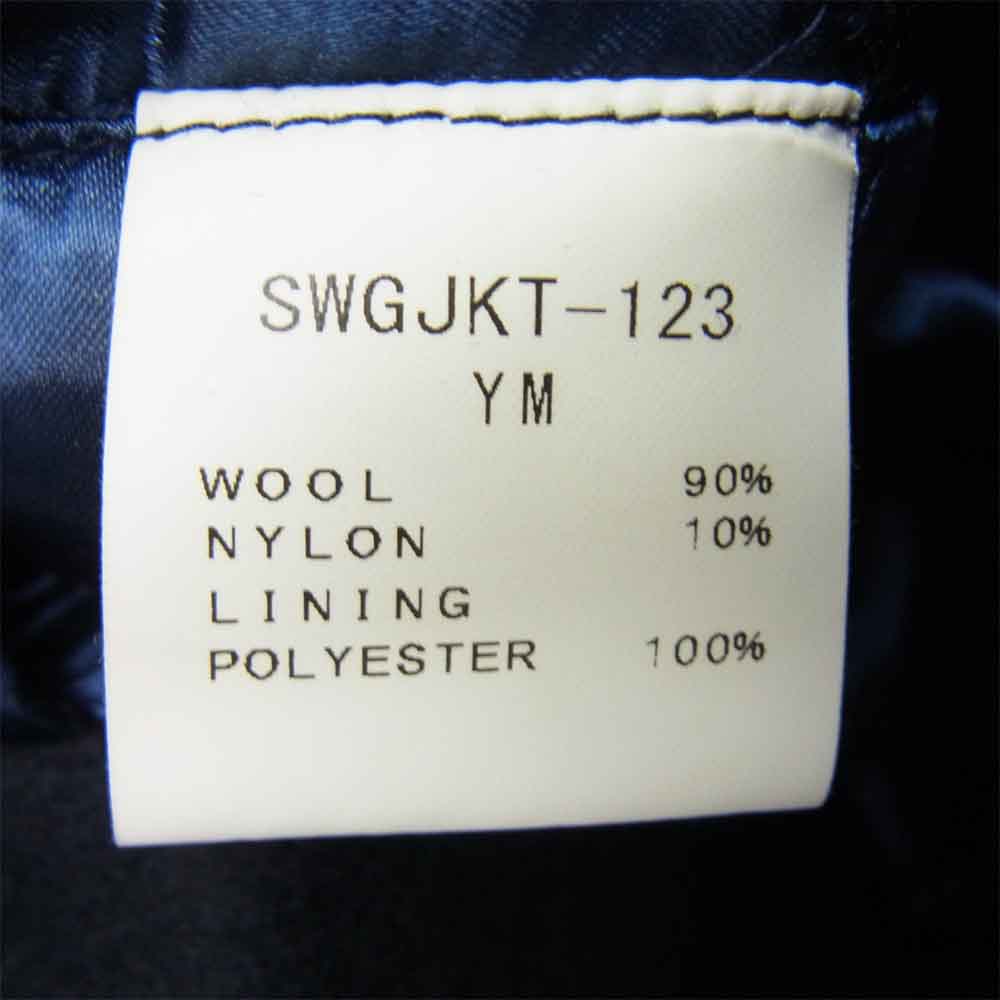 SWGJKT-123
YM
WOOL 90%
NYLON 10%
LINING
POLYESTER 100%